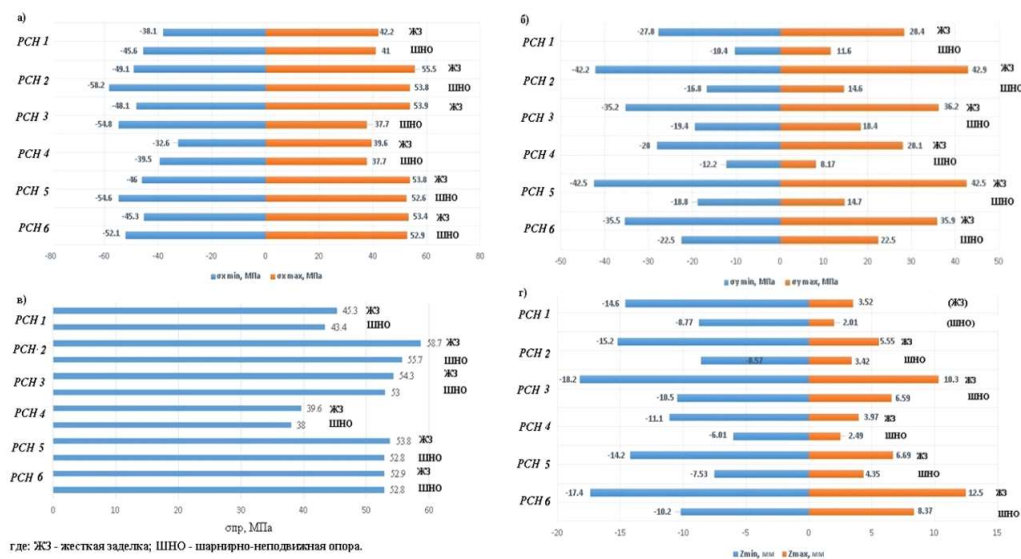 а)
РСН 1
-38.1 42.2 ЖЗ
-45.6 41 ШНО
РСН 2
-49.1 55.5 ЖЗ
-58.2 53.8 ШНО
РСН 3
-48.1 53.9 ЖЗ
-54.8 37.7 ШНО
РСН 4
-32.6 39.6 ЖЗ
-39.5 37.7 ШНО
РСН 5
-46 53.8 ЖЗ
-54.6 52.6 ШНО
РСН 6
-45.3 53.4 ЖЗ
-52.1 52.9 ШНО
-80 -60 -40 -20 0 20 40 60 80
σx min, МПа σx max, МПа
б)
РСН 1
-27.8 28.4 ЖЗ
-10.4 11.6 ШНО
РСН 2
-42.2 42.9 ЖЗ
-16.8 14.6 ШНО
РСН 3
-35.2 36.2 ЖЗ
-19.4 18.4 ШНО
РСН 4
-28 28.1 ЖЗ
-12.2 8.17 ШНО
РСН 5
-42.5 42.5 ЖЗ
-18.8 14.7 ШНО
РСН 6
-35.5 35.9 ЖЗ
-22.5 22.5 ШНО
-50 -40 -30 -20 -10 0 10 20 30 40 50
σy min, МПа σy max, МПа
в)
РСН 1
45.3 ЖЗ
43.4 ШНО
РСН 2
58.7 ЖЗ
55.7 ШНО
РСН 3
54.3 ЖЗ
53 ШНО
РСН 4
39.6 ЖЗ
38 ШНО
РСН 5
53.8 ЖЗ
52.8 ШНО
РСН 6
52.9 ЖЗ
52.8 ШНО
0 10 20 30 40 50 60
σпр, МПа
г)
РСН 1
-14.6 3.52 (ЖЗ)
-8.77 2.01 (ШНО)
РСН 2
-15.2 5.55 ЖЗ
-8.57 3.42 ШНО
РСН 3
-18.2 10.3 ЖЗ
-10.5 6.59 ШНО
РСН 4
-11.1 3.97 ЖЗ
-6.01 2.49 ШНО
РСН 5
-14.2 6.69 ЖЗ
-7.53 4.35 ШНО
РСН 6
-17.4 12.5 ЖЗ
-10.2 8.37 ШНО
-20 -15 -10 -5 0 5 10 15
Zmin, мм Zmax, мм
где: ЖЗ - жесткая заделка; ШНО - шарнирно-неподвижная опора.